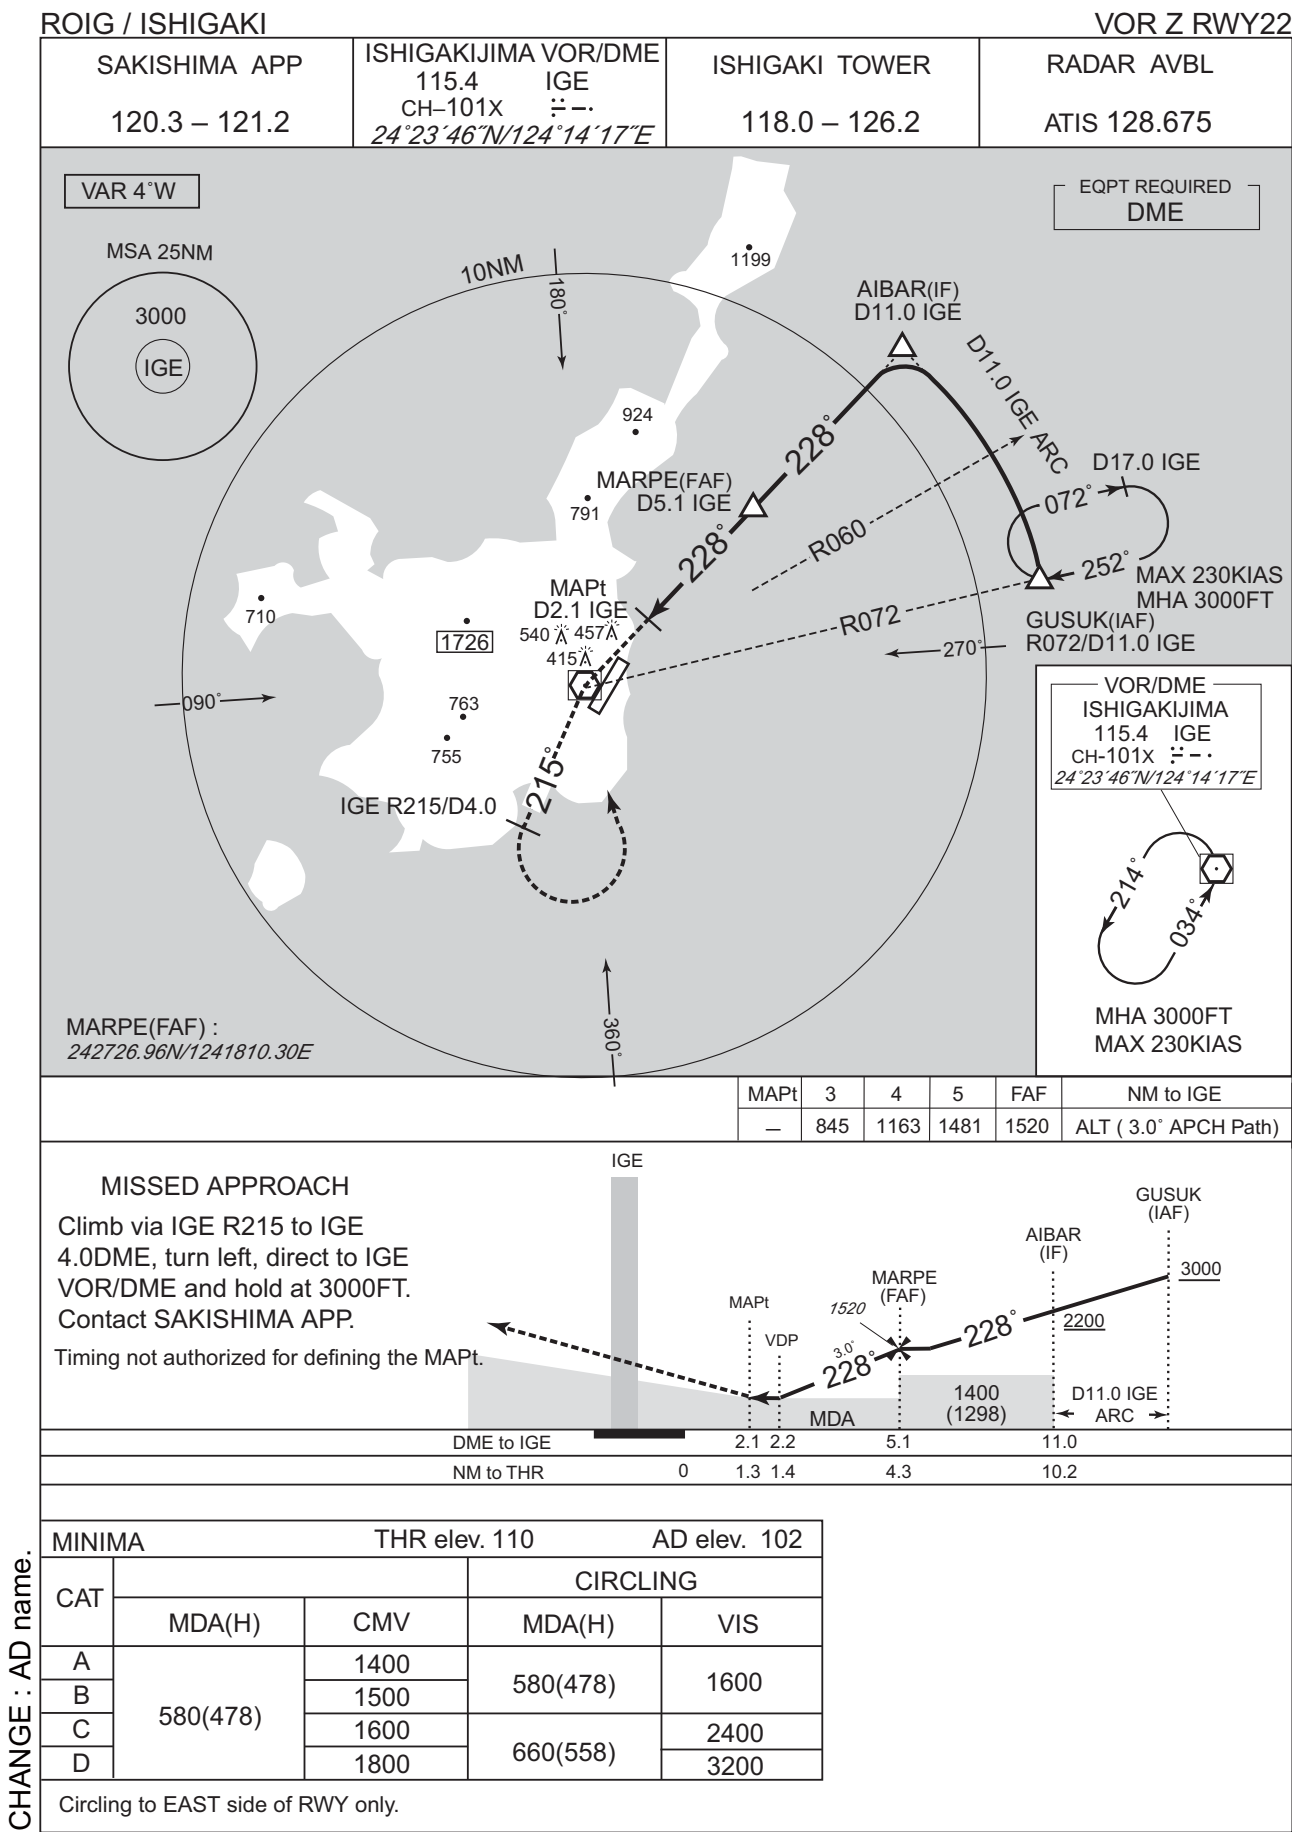 ROIG / ISHIGAKI
VOR Z RWY22
SAKISHIMA APP
120.3 – 121.2
ISHIGAKIJIMA VOR/DME
115.4 IGE
CH–101X
24˚23´46˝N/124˚14´17˝E
ISHIGAKI TOWER
118.0 – 126.2
RADAR AVBL
ATIS 128.675
VAR 4˚W
EQPT REQUIRED
DME
MSA 25NM
3000
IGE
10NM
180˚
1199
AIBAR(IF)
D11.0 IGE
D11.0 IGE ARC
924
228˚
D17.0 IGE
MARPE(FAF)
D5.1 IGE
791
072˚
R060
228˚
252˚
MAX 230KIAS
MHA 3000FT
MAPt
D2.1 IGE
710
540
457
1726
415
R072
GUSUK(IAF)
R072/D11.0 IGE
270˚
090˚
763
755
215˚
IGE R215/D4.0
VOR/DME
ISHIGAKIJIMA
115.4 IGE
CH-101X
24˚23´46˝N/124˚14´17˝E
214˚
034˚
MHA 3000FT
MAX 230KIAS
360˚
MARPE(FAF) :
242726.96N/1241810.30E
MAPt 3 4 5 FAF NM to IGE
– 845 1163 1481 1520 ALT ( 3.0˚ APCH Path)
MISSED APPROACH
Climb via IGE R215 to IGE
4.0DME, turn left, direct to IGE
VOR/DME and hold at 3000FT.
Contact SAKISHIMA APP.
Timing not authorized for defining the MAPt.
IGE
GUSUK
(IAF)
AIBAR
(IF)
3000
MARPE
(FAF)
MAPt
1520
2200
VDP
3.0˚
228˚
228˚
1400
(1298)
D11.0 IGE
ARC
MDA
DME to IGE 2.1 2.2 5.1 11.0
NM to THR 0 1.3 1.4 4.3 10.2
MINIMA THR elev. 110 AD elev. 102
CAT
CIRCLING
MDA(H) CMV MDA(H) VIS
A 1400
B 1500
C 1600
D 1800
580(478)
580(478) 1600
660(558)
2400
3200
Circling to EAST side of RWY only.
CHANGE : AD name.